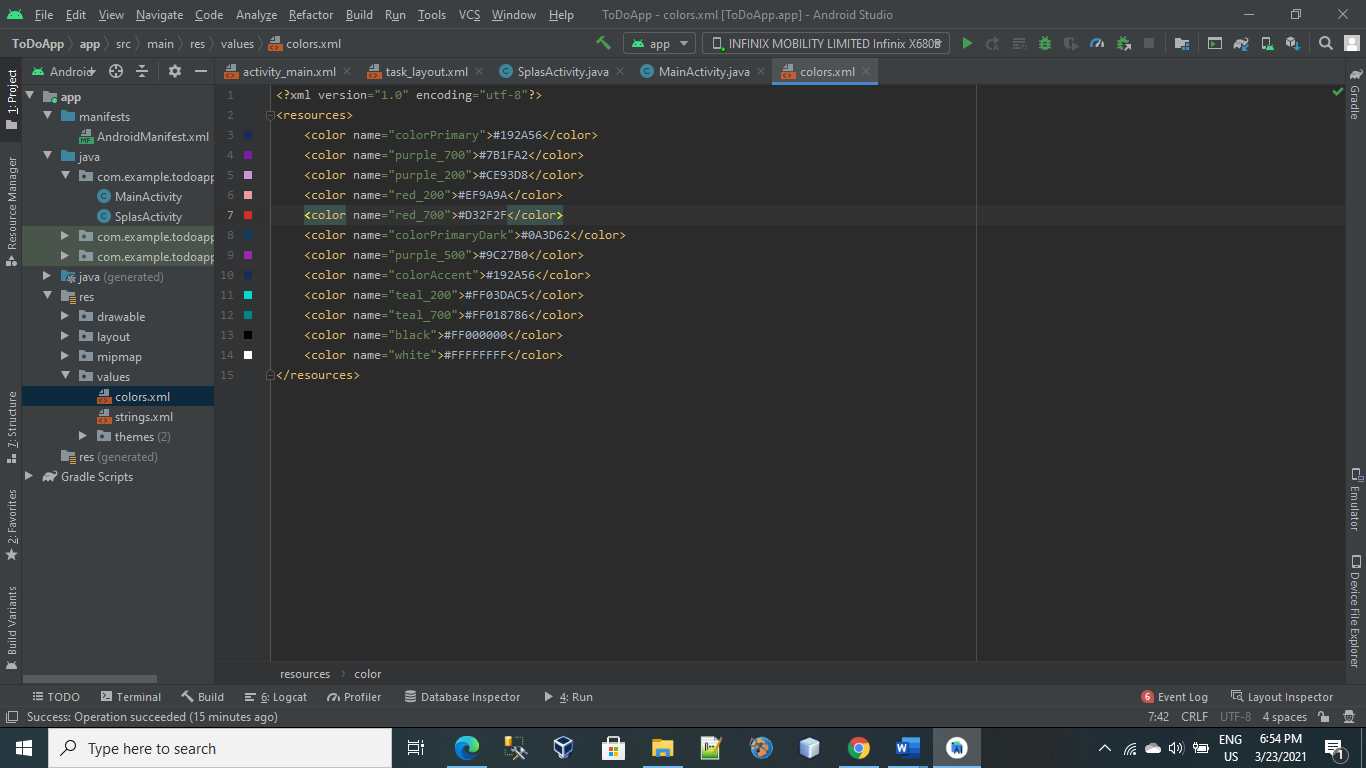 File Edit View Navigate Code Analyze Refactor Build Run Tools VCS Window Help ToDoApp - colors.xml [ToDoApp.app] - Android Studio
ToDoApp app src main res values colors.xml app INFINIX MOBILITY LIMITED Infinix X680B
Android activity_main.xml task_layout.xml SplasActivity.java MainActivity.java colors.xml
1: Project
Resource Manager
7: Structure
2: Favorites
Build Variants
app
manifests
AndroidManifest.xml
java
com.example.todoapp
MainActivity
SplasActivity
com.example.todoapp
com.example.todoapp
java (generated)
res
drawable
layout
mipmap
values
colors.xml
strings.xml
themes (2)
res (generated)
Gradle Scripts
1 <?xml version="1.0" encoding="utf-8"?>
2 <resources>
3 <color name="colorPrimary">#192A56</color>
4 <color name="purple_700">#7B1FA2</color>
5 <color name="purple_200">#CE93D8</color>
6 <color name="red_200">#EF9A9A</color>
7 <color name="red_700">#D32F2F</color>
8 <color name="colorPrimaryDark">#0A3D62</color>
9 <color name="purple_500">#9C27B0</color>
10 <color name="colorAccent">#192A56</color>
11 <color name="teal_200">#FF03DAC5</color>
12 <color name="teal_700">#FF018786</color>
13 <color name="black">#FF000000</color>
14 <color name="white">#FFFFFFFF</color>
15 </resources>
Gradle
Emulator
Device File Explorer
resources color
TODO Terminal Build 6: Logcat Profiler Database Inspector 4: Run 6 Event Log Layout Inspector
Success: Operation succeeded (15 minutes ago) 7:42 CRLF UTF-8 4 spaces
Type here to search
ENG
US
6:54 PM
3/23/2021
1